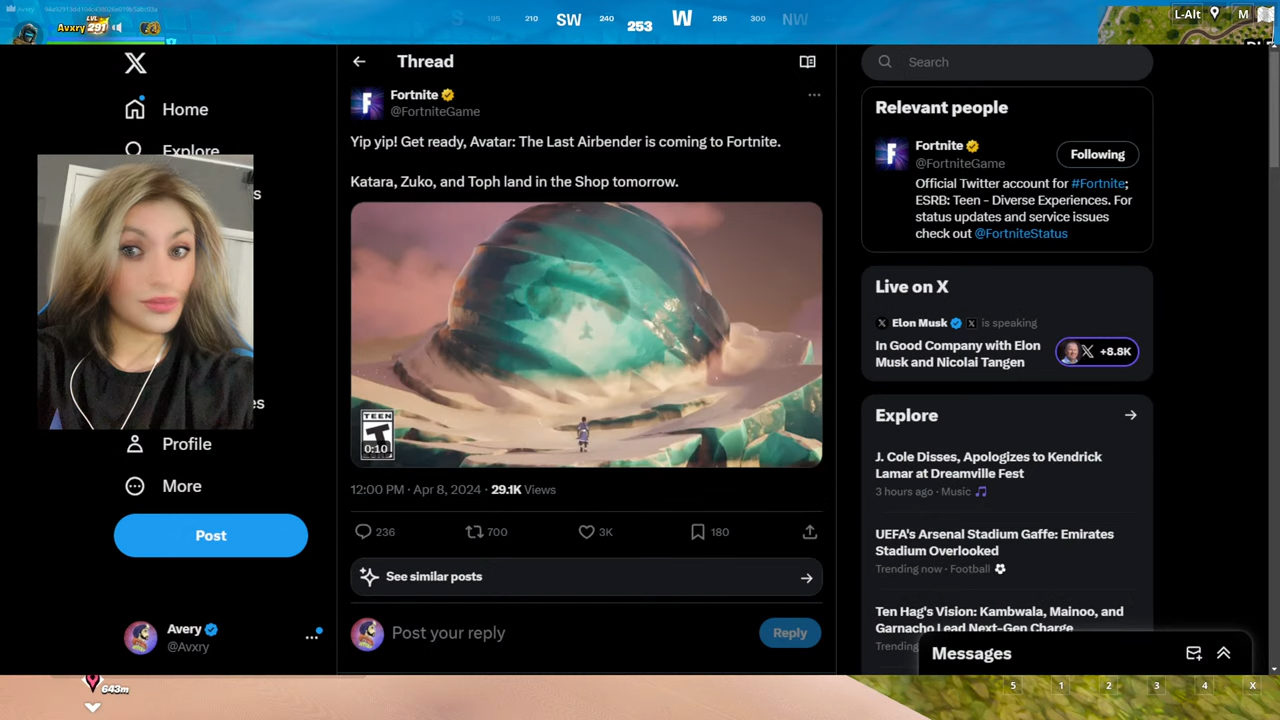 Avxry
LVL
291
195
210
SW
240
253
W
285
300
NW
L-Alt
M
Home
Explore
s
es
Profile
More
Post
Avery
@Avxry
Thread
Fortnite
@FortniteGame
Yip yip! Get ready, Avatar: The Last Airbender is coming to Fortnite.
Katara, Zuko, and Toph land in the Shop tomorrow.
TEEN
T
0:10
12:00 PM · Apr 8, 2024 · 29.1K Views
236
700
3K
180
See similar posts
Post your reply
Reply
Search
Relevant people
Fortnite
@FortniteGame
Following
Official Twitter account for #Fortnite;
ESRB: Teen - Diverse Experiences. For
status updates and service issues
check out @FortniteStatus
Live on X
Elon Musk is speaking
In Good Company with Elon
Musk and Nicolai Tangen
+8.8K
Explore
J. Cole Disses, Apologizes to Kendrick
Lamar at Dreamville Fest
3 hours ago · Music
UEFA's Arsenal Stadium Gaffe: Emirates
Stadium Overlooked
Trending now · Football
Ten Hag's Vision: Kambwala, Mainoo, and
Garnacho Lead Next-Gen Charge
Trending
Messages
643m
5
1
2
3
4
X